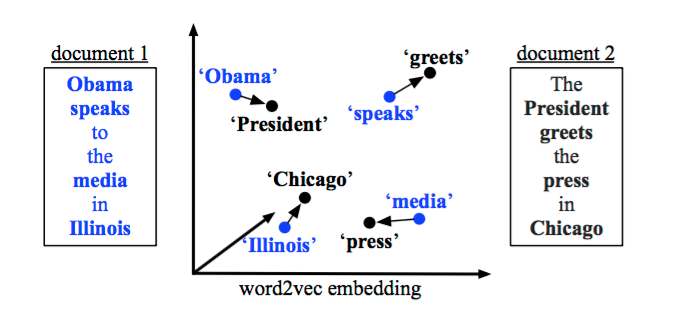 document 1
Obama
speaks
to
the
media
in
Illinois
‘Obama’
‘President’
‘greets’
‘speaks’
‘Chicago’
‘Illinois’
‘media’
‘press’
word2vec embedding
document 2
The
President
greets
the
press
in
Chicago